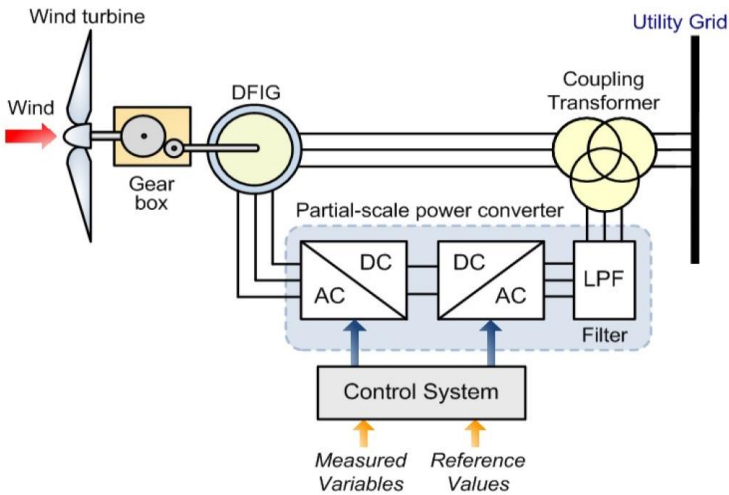 Wind turbine
Utility Grid
Coupling
Transformer
DFIG
Wind
Gear
box
Partial-scale power converter
DC
AC
DC
AC
LPF
Filter
Control System
Measured
Variables
Reference
Values